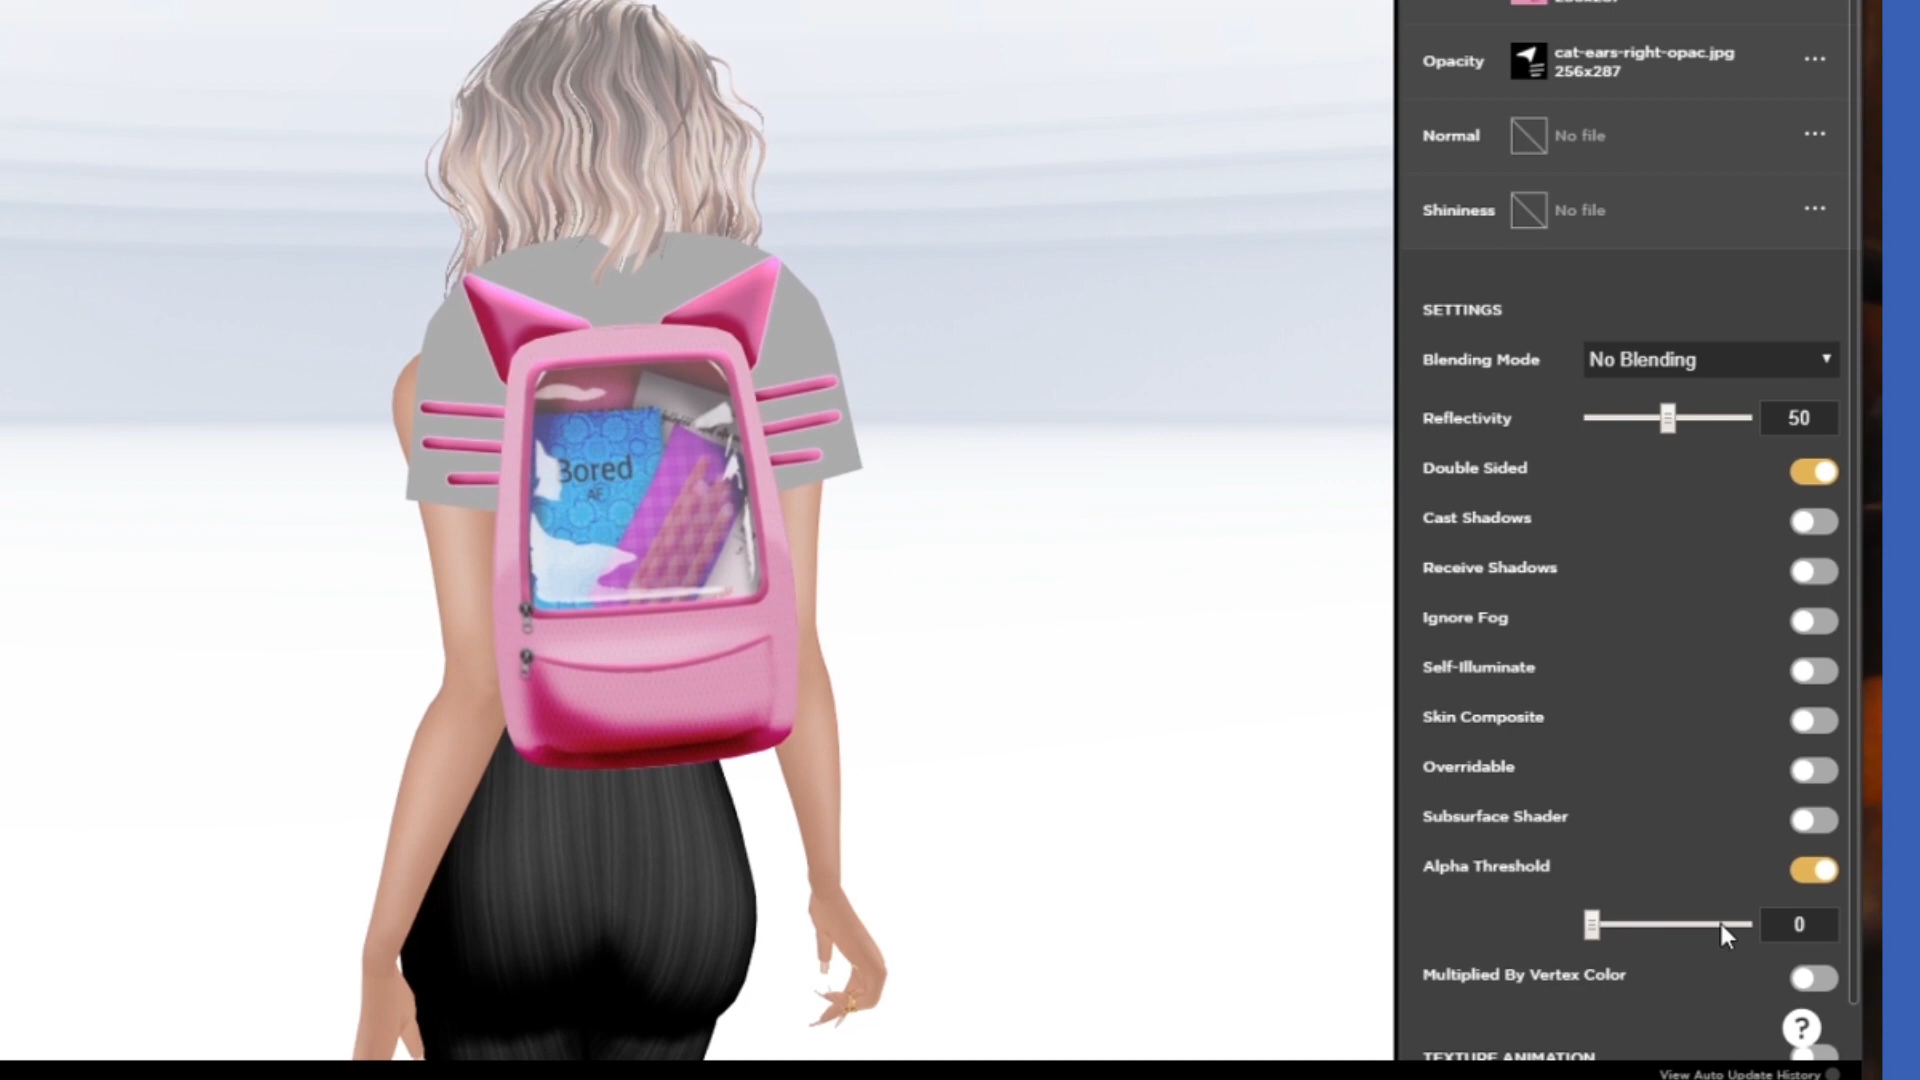 Opacity
cat-ears-right-opac.jpg
256x287
Normal
No file
Shininess
No file
SETTINGS
Blending Mode
No Blending
Reflectivity
50
Double Sided
Cast Shadows
Receive Shadows
Ignore Fog
Self-Illuminate
Skin Composite
Overridable
Subsurface Shader
Alpha Threshold
0
Multiplied By Vertex Color
?
TEXTURE ANIMATION
View Auto Update History
Bored
AF